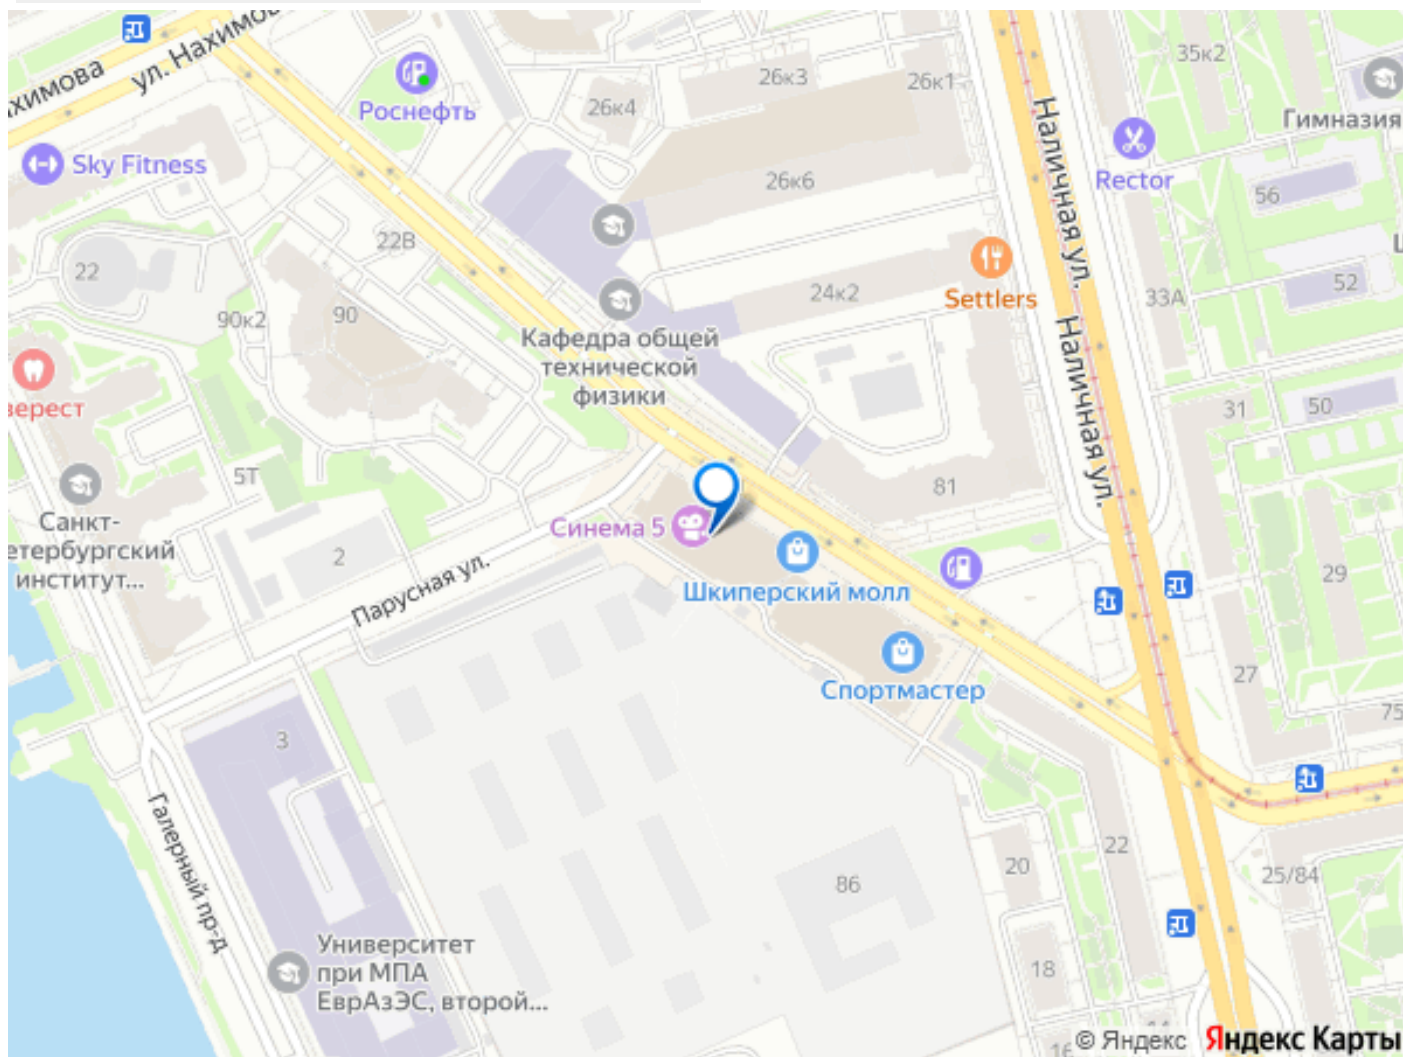 ул. Нахимова
Роснефть
Sky Fitness
26к3
26к1
26к4
26к6
35к2
Гимназия
Rector
Наличная ул.
56
52
22В
22
90к2
90
24к2
Settlers
33А
Кафедра общей
технической
физики
31
50
5Т
81
Санкт-
институт...
2
Синема 5
Шкиперский молл
Парусная ул.
Наличная ул.
29
27
Спортмастер
75
3
Галерный пр-д
86
20
22
25/84
Университет
при МПА
ЕврАзЭС, второй...
18
16
© Яндекс Яндекс Карты